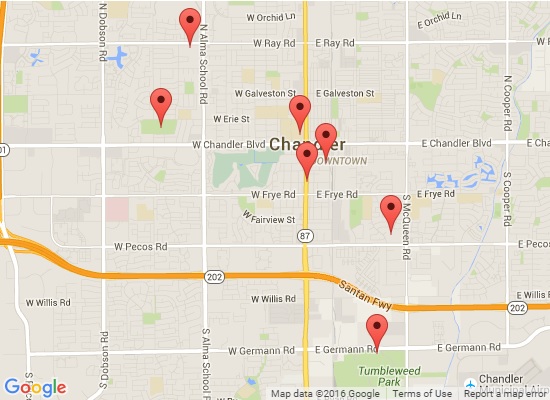 W Orchid Ln
E Orchid Ln
N Dobson Rd
N Alma School Rd
W Ray Rd
E Ray Rd
N Cooper Rd
W Galveston St
E Galveston St
W Erie St
01
W Chandler Blvd
Chandler
E Chandler Blvd
DOWNTOWN
W Frye Rd
E Frye Rd
E Frye Rd
S McQueen Rd
S Cooper Rd
W Fairview St
87
W Pecos Rd
E Pecos
202
Santan Fwy
W Willis Rd
W Willis Rd
E Willis Rd
202
S Dobson Rd
S Alma School Rd
W Germann Rd
E Germann Rd
E Germann Rd
Tumbleweed
Park
Chandler
Google
Map data ©2016 Google
Terms of Use
Report a map error